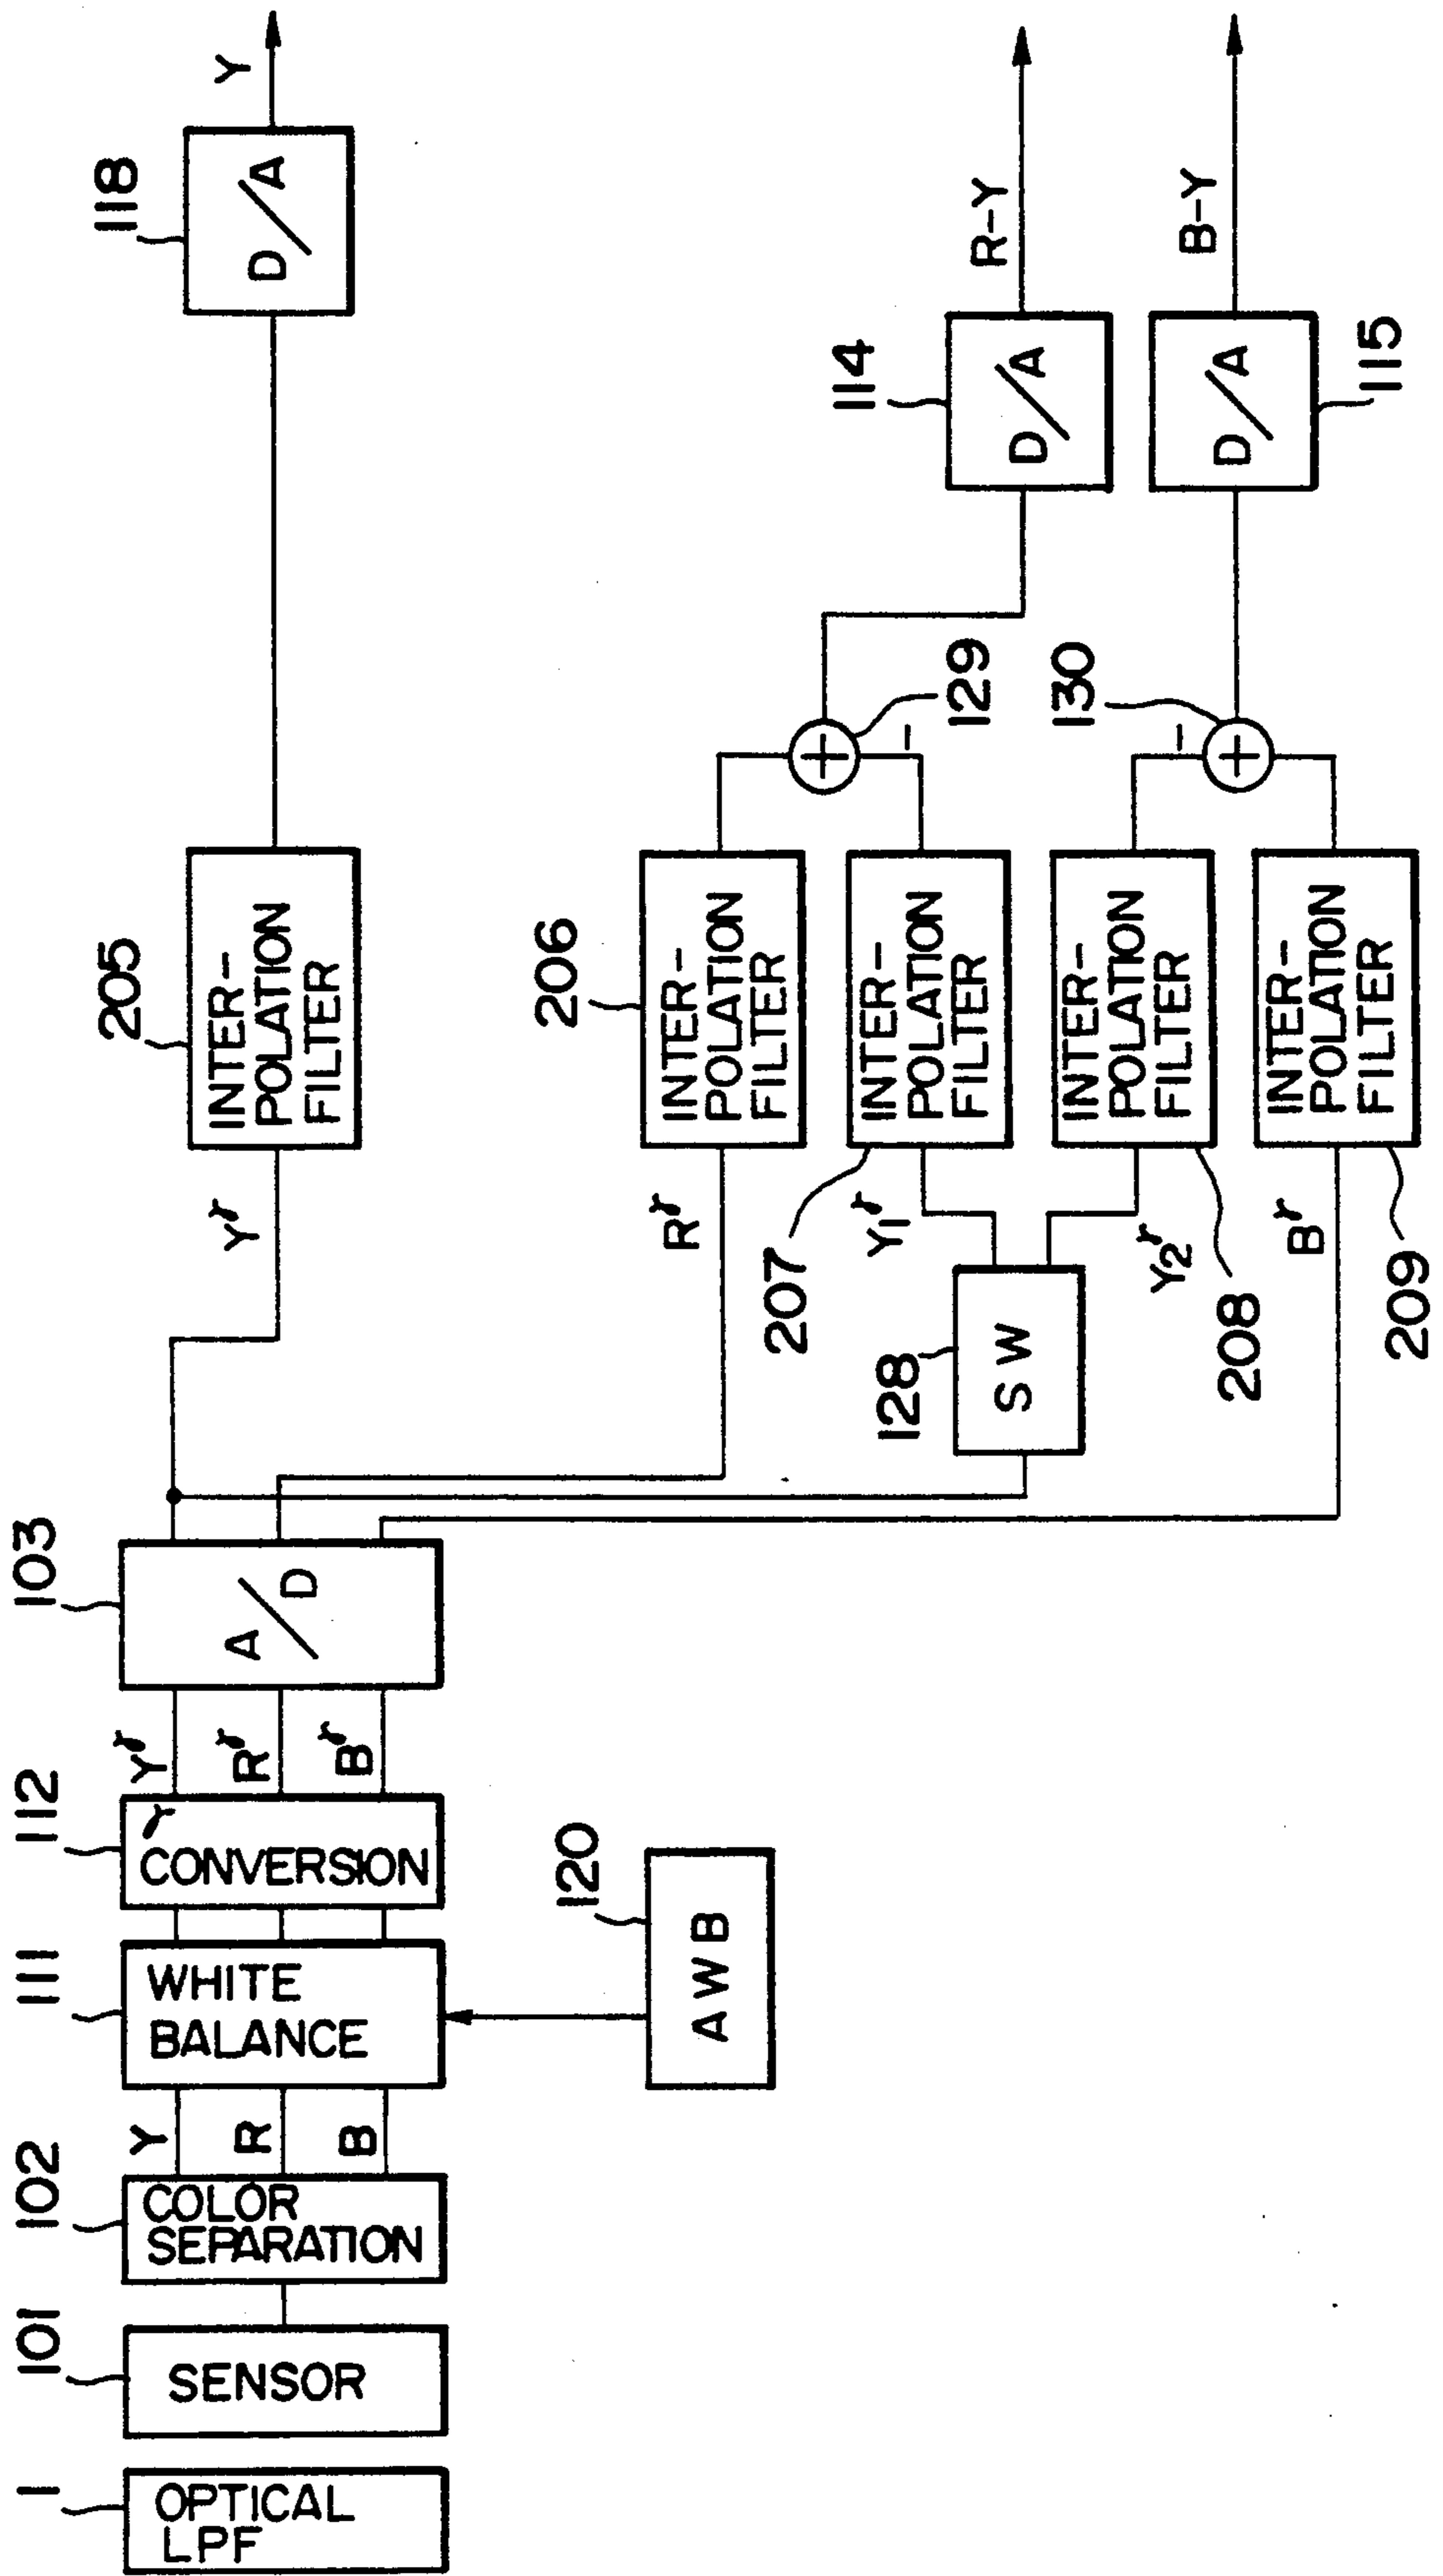 1
OPTICAL
LPF
101
SENSOR
102
COLOR
SEPARATION
Y
R
B
111
WHITE
BALANCE
120
AWB
112
γ
CONVERSION
Yγ
Rγ
Bγ
103
A/D
Yγ
205
INTER-
POLATION
FILTER
118
D/A
Y
Rγ
206
INTER-
POLATION
FILTER
128
SW
Y1γ
207
INTER-
POLATION
FILTER
Y2γ
208
INTER-
POLATION
FILTER
Bγ
209
INTER-
POLATION
FILTER
+
-
129
-
+
130
114
D/A
R-Y
115
D/A
B-Y